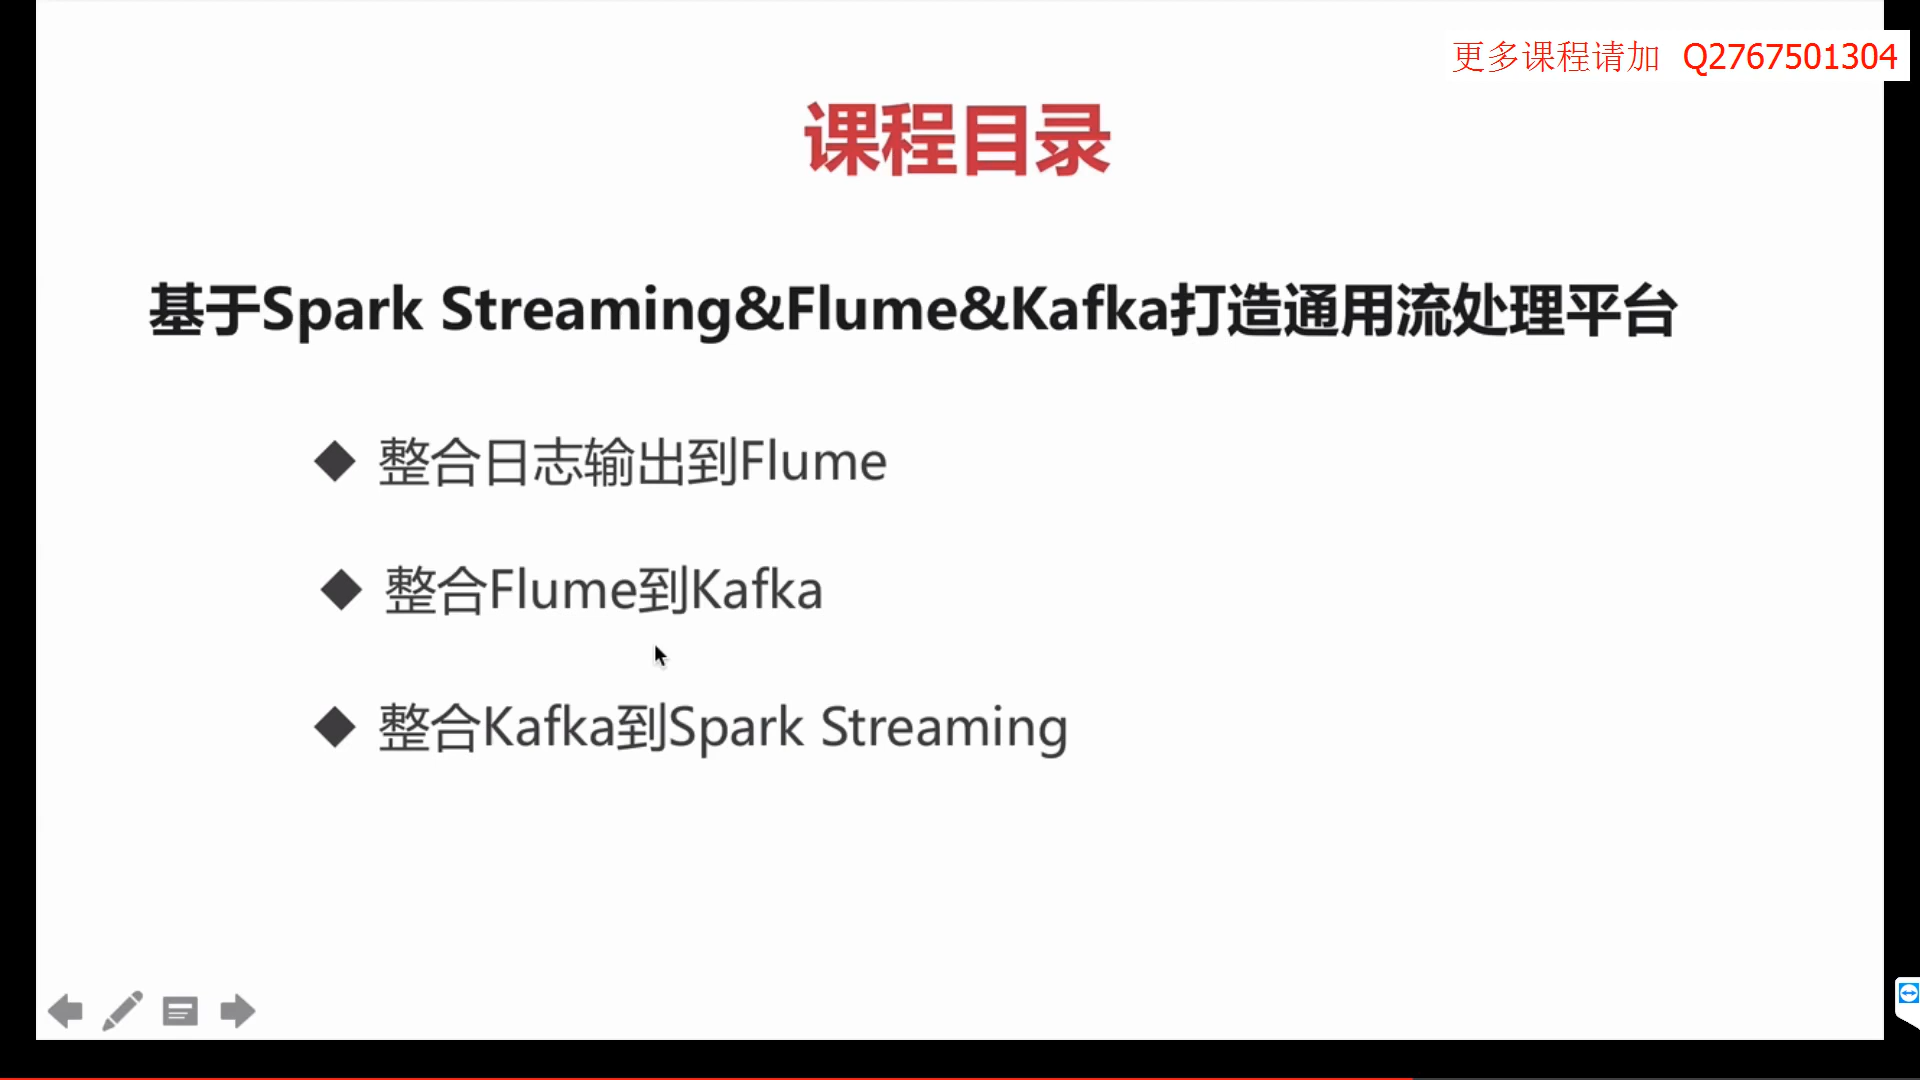 更多课程请加 Q2767501304
课程目录
基于Spark Streaming&Flume&Kafka打造通用流处理平台
◆ 整合日志输出到Flume
◆ 整合Flume到Kafka
◆ 整合Kafka到Spark Streaming